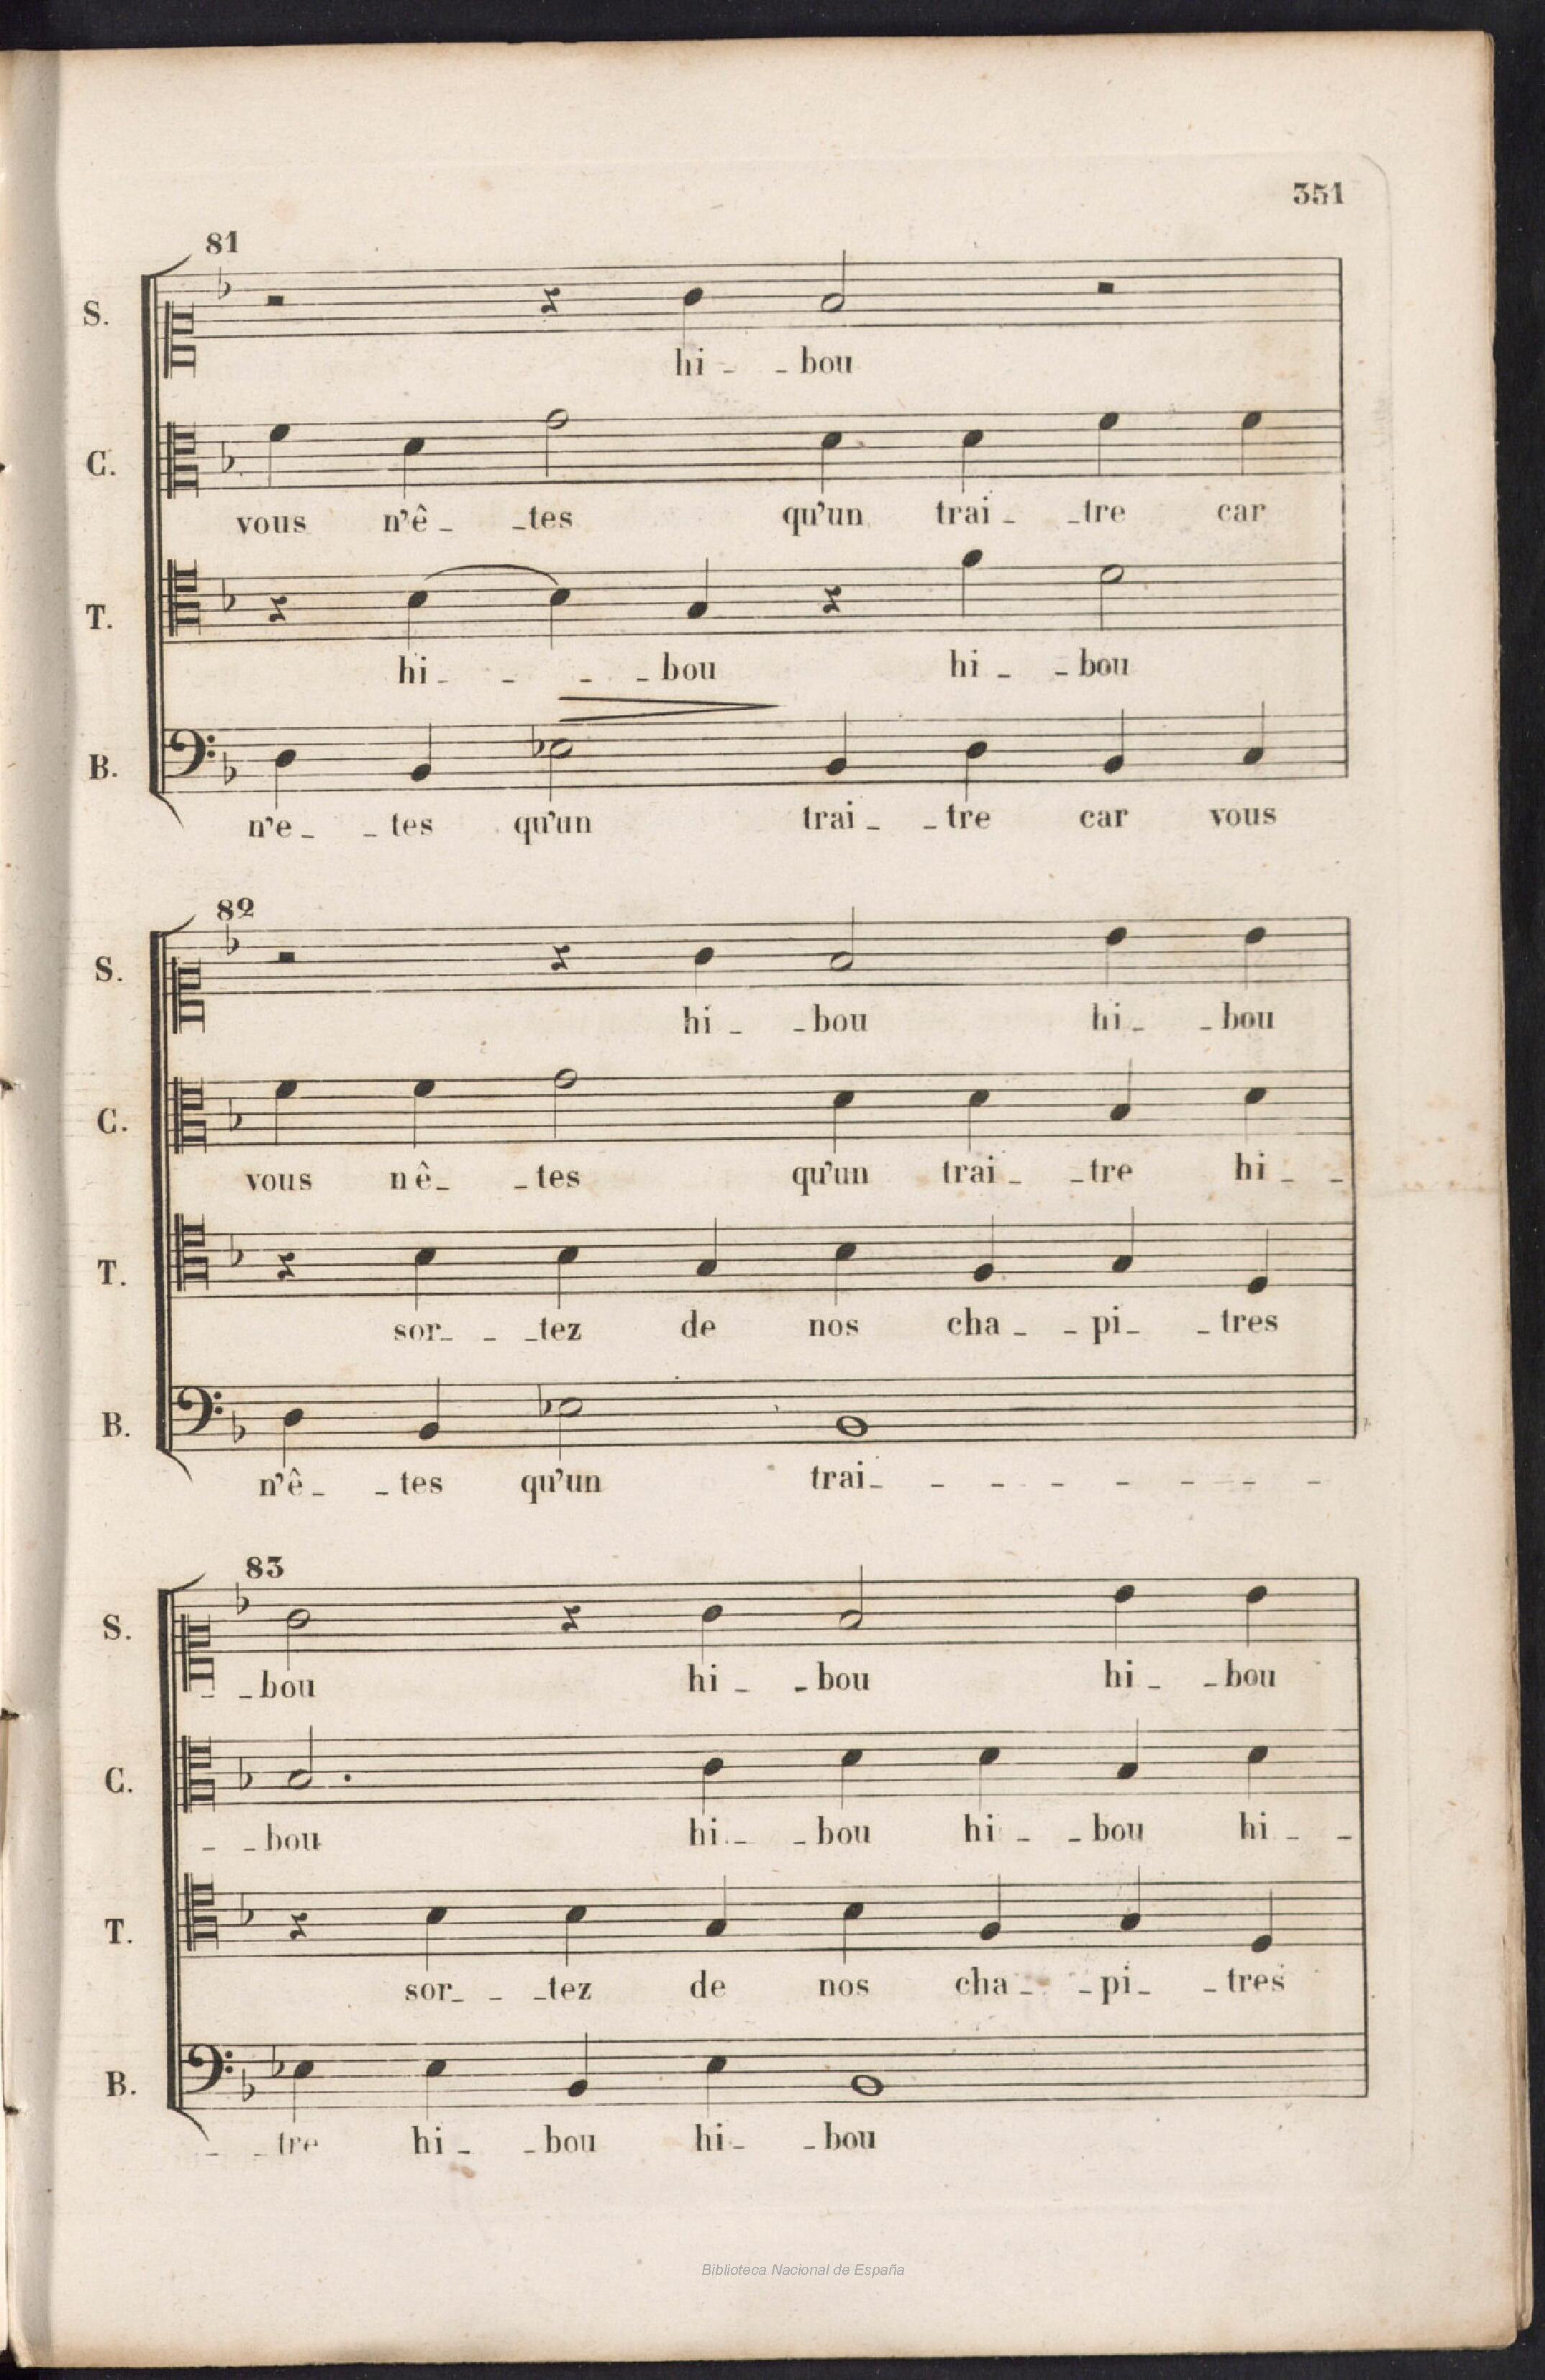 351
81
S.
hi - - bou
C.
vous n'ê - - tes qu'un trai - - tre car
T.
hi - - - - bou hi - - bou
B.
n'e - - tes qu'un trai - - tre car vous
82
S.
hi - - bou hi - - bou
C.
vous nê - - tes qu'un trai - - tre hi - -
T.
sor - - - tez de nos cha - - pi - - tres
B.
n'ê - - tes qu'un trai - - - - - - - -
83
S.
- - bou hi - - bou hi - - bou
C.
- - bou hi - - bou hi - - bou hi - -
T.
sor - - - tez de nos cha - - pi - - tres
B.
- - tre hi - - bou hi - - bou
Biblioteca Nacional de España